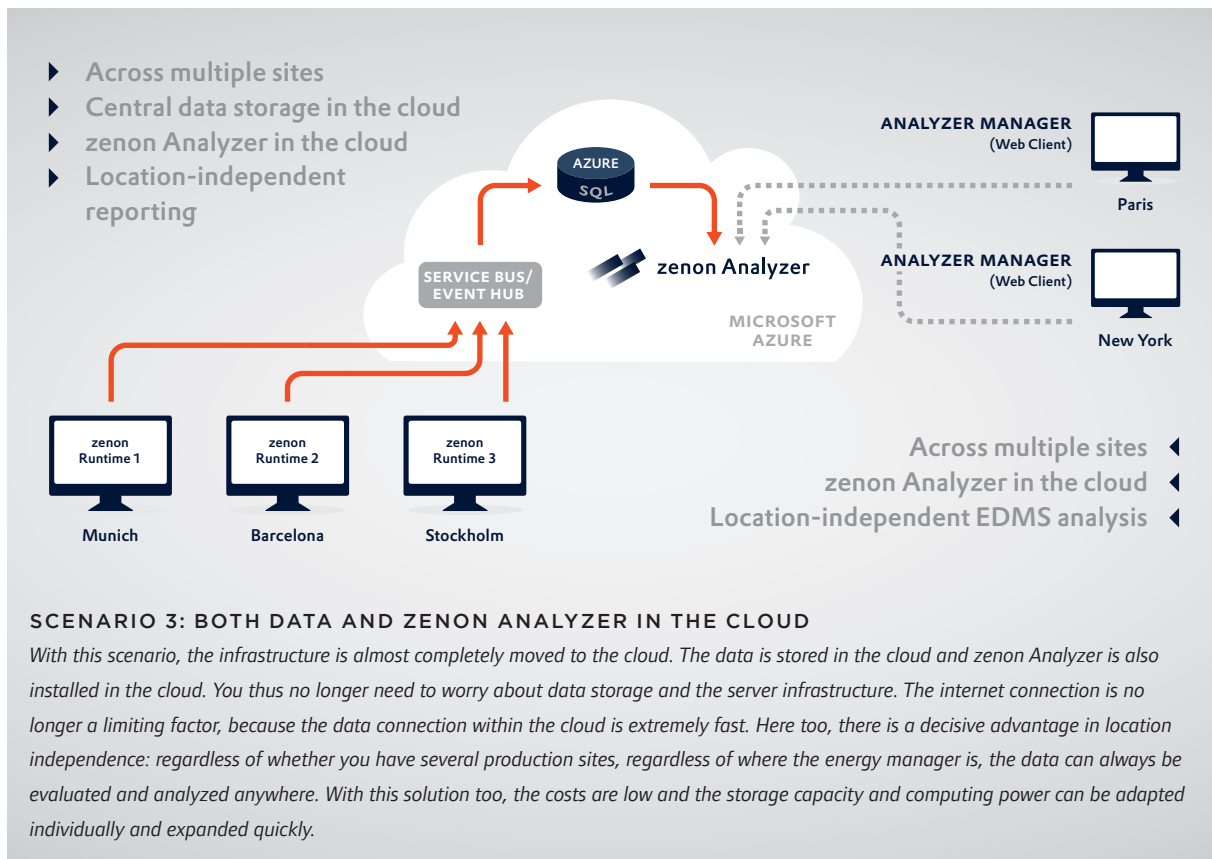 Across multiple sites
Central data storage in the cloud
zenon Analyzer in the cloud
Location-independent
reporting
AZURE
SQL
SERVICE BUS/
EVENT HUB
zenon Analyzer
MICROSOFT
AZURE
ANALYZER MANAGER
(Web Client)
Paris
ANALYZER MANAGER
(Web Client)
New York
zenon
Runtime 1
Munich
zenon
Runtime 2
Barcelona
zenon
Runtime 3
Stockholm
Across multiple sites
zenon Analyzer in the cloud
Location-independent EDMS analysis
SCENARIO 3: BOTH DATA AND ZENON ANALYZER IN THE CLOUD
With this scenario, the infrastructure is almost completely moved to the cloud. The data is stored in the cloud and zenon Analyzer is also
installed in the cloud. You thus no longer need to worry about data storage and the server infrastructure. The internet connection is no
longer a limiting factor, because the data connection within the cloud is extremely fast. Here too, there is a decisive advantage in location
independence: regardless of whether you have several production sites, regardless of where the energy manager is, the data can always be
evaluated and analyzed anywhere. With this solution too, the costs are low and the storage capacity and computing power can be adapted
individually and expanded quickly.